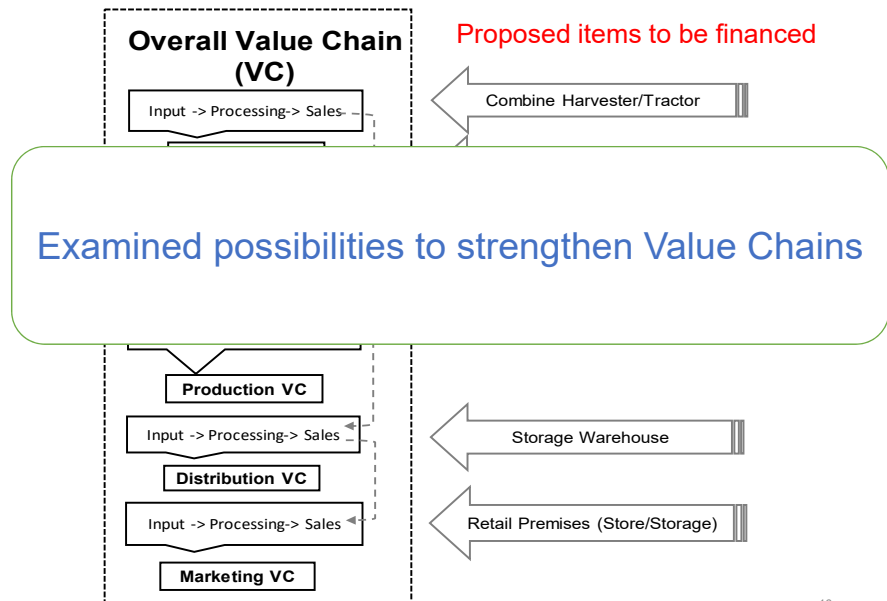 Overall Value Chain
(VC)
Proposed items to be financed
Input -> Processing-> Sales
Combine Harvester/Tractor
Examined possibilities to strengthen Value Chains
Production VC
Input -> Processing-> Sales
Storage Warehouse
Distribution VC
Input -> Processing-> Sales
Retail Premises (Store/Storage)
Marketing VC